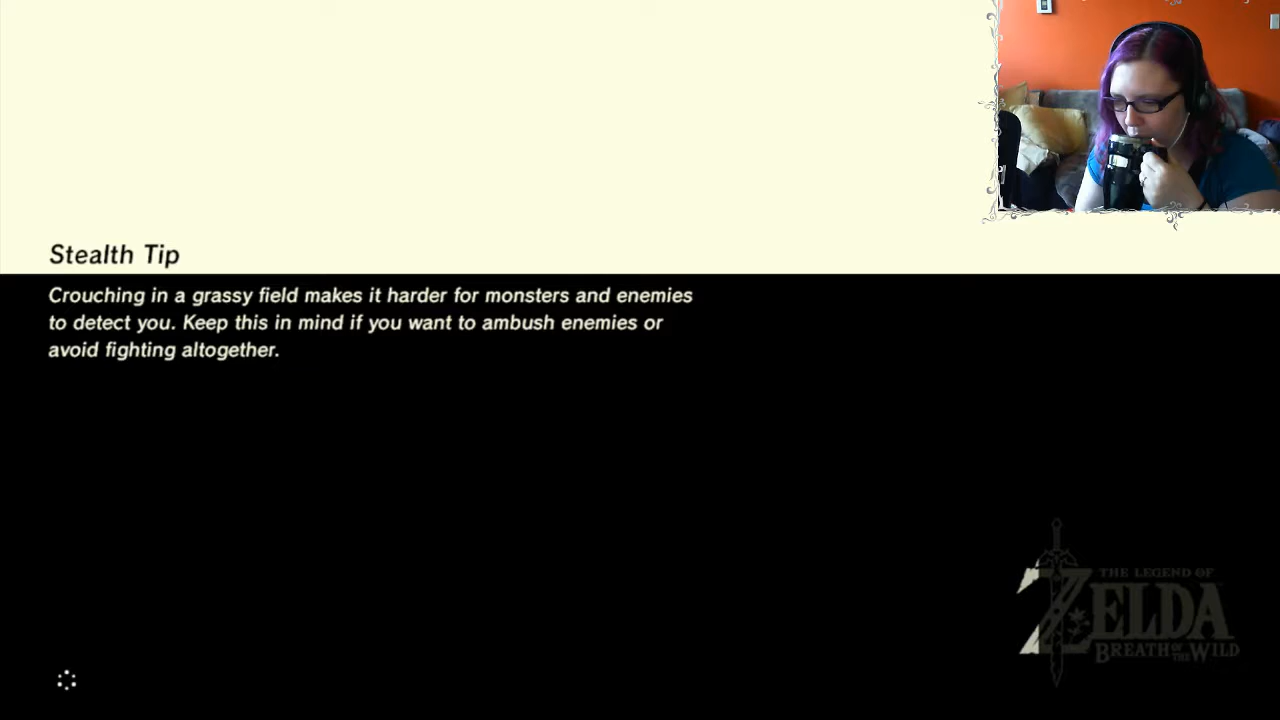 Stealth Tip
Crouching in a grassy field makes it harder for monsters and enemies
to detect you. Keep this in mind if you want to ambush enemies or
avoid fighting altogether.
THE LEGEND OF
ZELDA
BREATH OF THE WILD